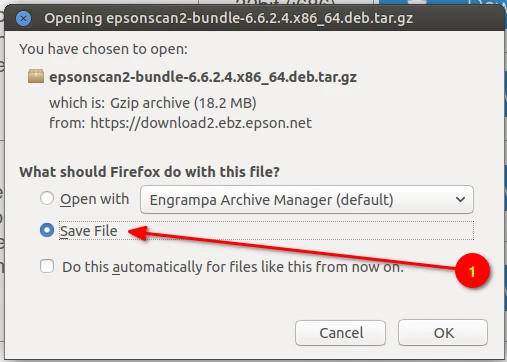 Opening epsonscan2-bundle-6.6.2.4.x86_64.deb.tar.gz
You have chosen to open:
epsonscan2-bundle-6.6.2.4.x86_64.deb.tar.gz
which is: Gzip archive (18.2 MB)
from: https://download2.ebz.epson.net
What should Firefox do with this file?
Open with
Engrampa Archive Manager (default)
Save File
Do this automatically for files like this from now on.
1
Cancel
OK